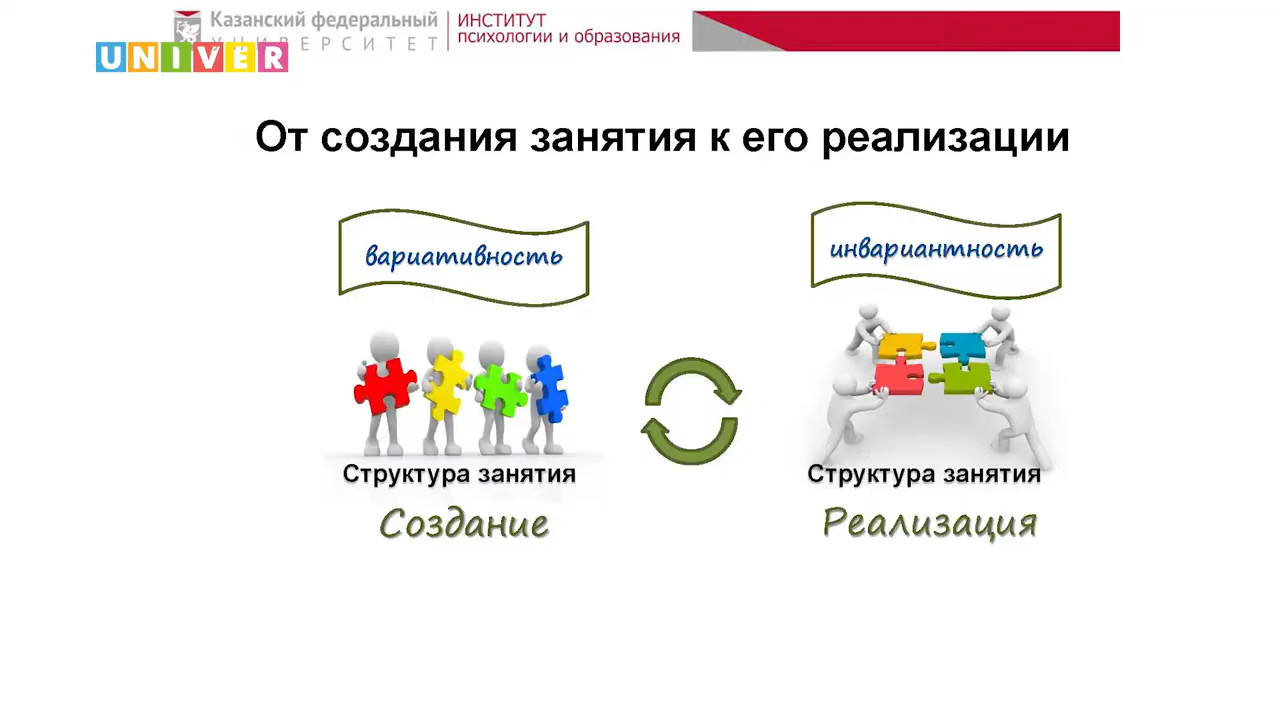 Казанский федеральный
УНИВЕРСИТЕТ
ИНСТИТУТ
психологии и образования
UNIVER
От создания занятия к его реализации
вариативность
инвариантность
Структура занятия
Структура занятия
Создание
Реализация